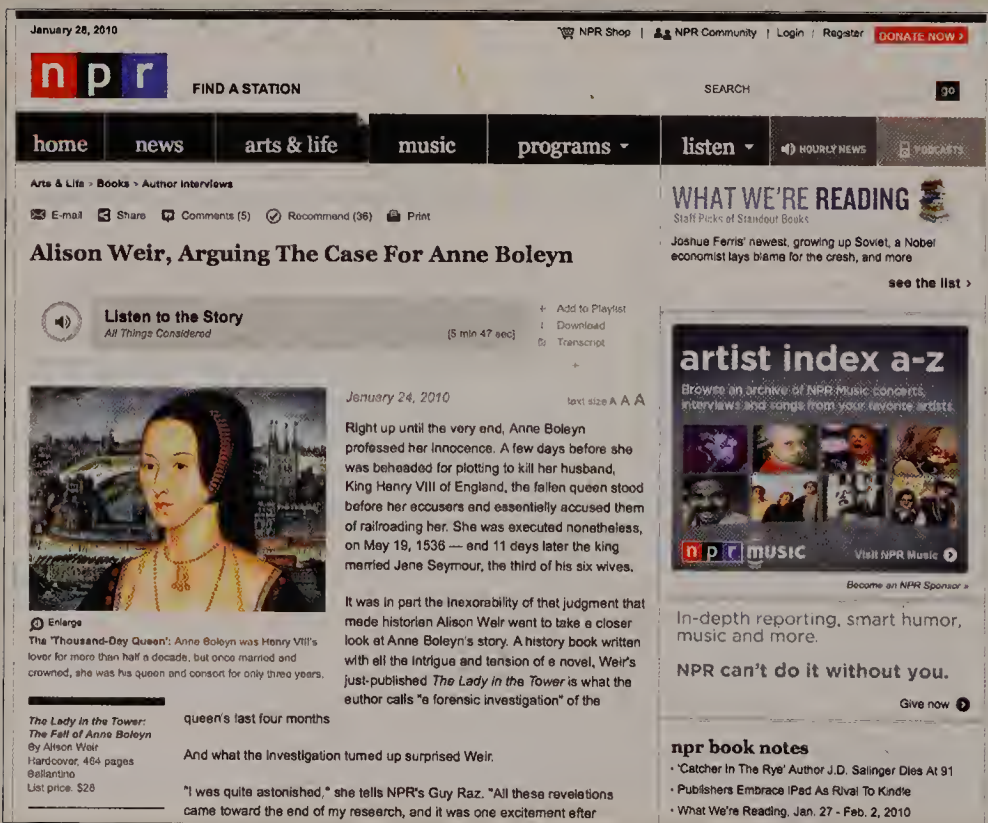 January 28, 2010
NPR Shop | NPR Community | Login | Register DONATE NOW >
npr FIND A STATION SEARCH go
home news arts & life music programs listen HOURLY NEWS PODCASTS
Arts & Life > Books > Author Interviews
E-mail Share Comments (5) Recommend (36) Print
Alison Weir, Arguing The Case For Anne Boleyn
Listen to the Story
All Things Considered [5 min 47 sec]
+ Add to Playlist
Download
Transcript
January 24, 2010 text size A A A
Right up until the very end, Anne Boleyn
professed her innocence. A few days before she
was beheaded for plotting to kill her husband,
King Henry VIII of England, the fallen queen stood
before her accusers and essentially accused them
of railroading her. She was executed nonetheless,
on May 19, 1536 — and 11 days later the king
married Jane Seymour, the third of his six wives.
It was in part the inexorability of that judgment that
made historian Alison Weir want to take a closer
look at Anne Boleyn's story. A history book written
with all the intrigue and tension of a novel, Weir's
just-published The Lady in the Tower is what the
author calls "a forensic investigation" of the
queen's last four months
And what the investigation turned up surprised Weir.
"I was quite astonished," she tells NPR's Guy Raz. "All these revelations
came toward the end of my research, and it was one excitement after
Enlarge
The 'Thousand-Day Queen': Anne Boleyn was Henry VIII's
lover for more than half a decade, but once married and
crowned, she was his queen and consort for only three years.
The Lady in the Tower:
The Fall of Anne Boleyn
By Alison Weir
Hardcover, 464 pages
Ballantine
List price: $28
WHAT WE'RE READING
Staff Picks of Standout Books
Joshua Ferris' newest, growing up Soviet, a Nobel
economist lays blame for the crash, and more
see the list >
artist index a-z
Browse an archive of NPR Music concerts,
interviews and songs from your favorite artists.
npr music Visit NPR Music
Become an NPR Sponsor »
In-depth reporting, smart humor,
music and more.
NPR can't do it without you.
Give now
npr book notes
• 'Catcher In The Rye' Author J.D. Salinger Dies At 91
• Publishers Embrace iPad As Rival To Kindle
• What We're Reading, Jan. 27 - Feb. 2, 2010